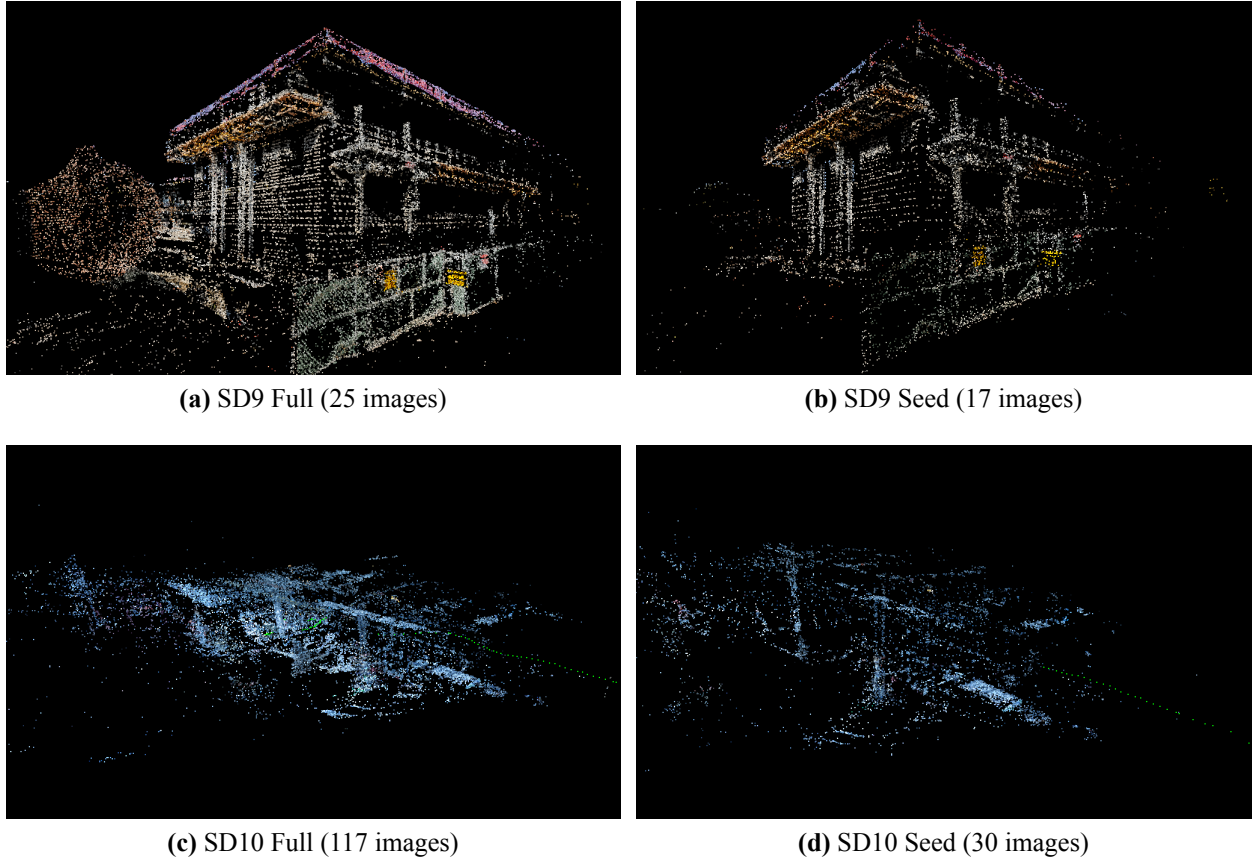 (a) SD9 Full (25 images)
(b) SD9 Seed (17 images)
(c) SD10 Full (117 images)
(d) SD10 Seed (30 images)